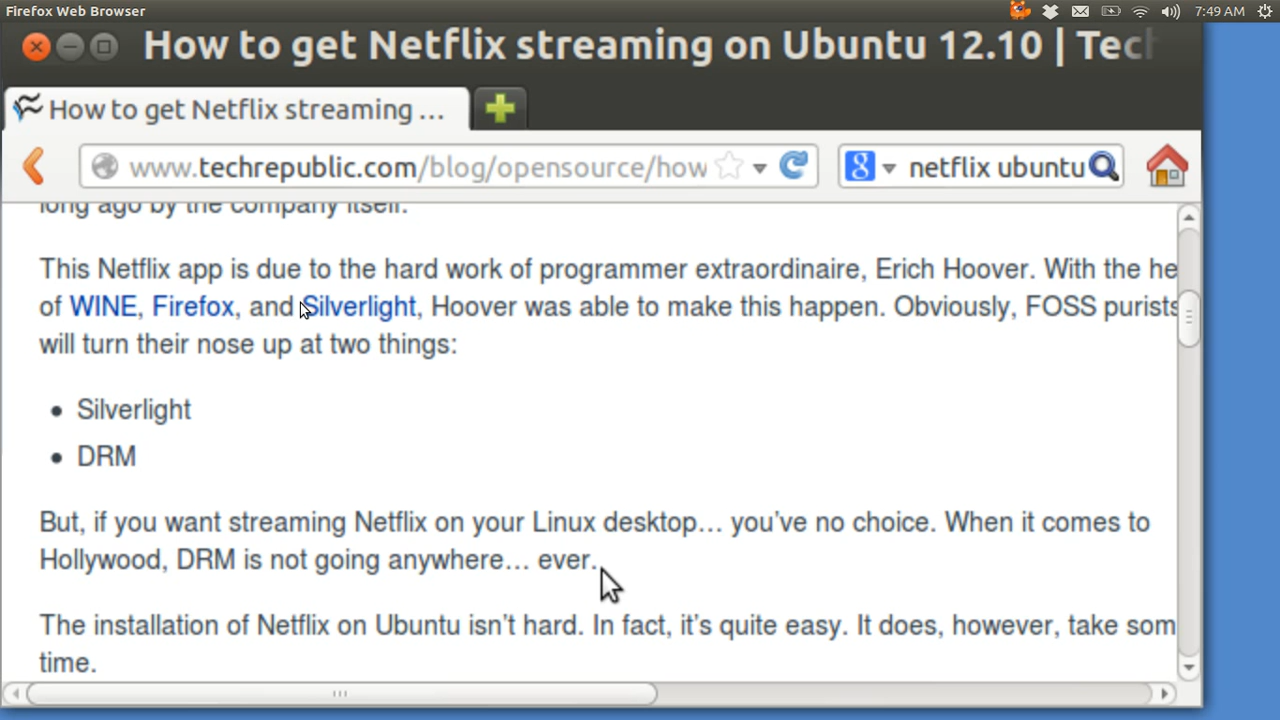 Firefox Web Browser
7:49 AM
How to get Netflix streaming on Ubuntu 12.10 | Tec
How to get Netflix streaming ...
www.techrepublic.com/blog/opensource/how
8
netflix ubuntu
long ago by the company itself.
This Netflix app is due to the hard work of programmer extraordinaire, Erich Hoover. With the he
of WINE, Firefox, and Silverlight, Hoover was able to make this happen. Obviously, FOSS purists
will turn their nose up at two things:
• Silverlight
• DRM
But, if you want streaming Netflix on your Linux desktop… you’ve no choice. When it comes to
Hollywood, DRM is not going anywhere… ever.
The installation of Netflix on Ubuntu isn’t hard. In fact, it’s quite easy. It does, however, take som
time.